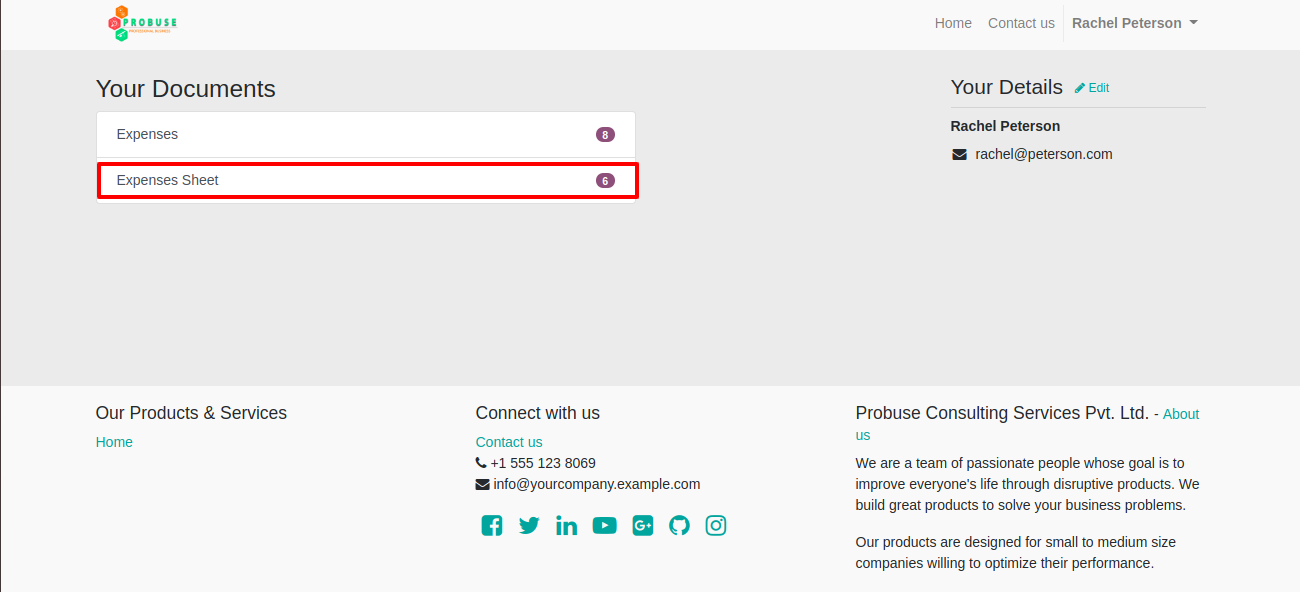 PROBUSE
PROFESSIONAL BUSINESS
Home
Contact us
Rachel Peterson
Your Documents
Expenses 8
Expenses Sheet 6
Your Details Edit
Rachel Peterson
rachel@peterson.com
Our Products & Services
Home
Connect with us
Contact us
+1 555 123 8069
info@yourcompany.example.com
G+
Probuse Consulting Services Pvt. Ltd. - About
us
We are a team of passionate people whose goal is to
improve everyone's life through disruptive products. We
build great products to solve your business problems.
Our products are designed for small to medium size
companies willing to optimize their performance.